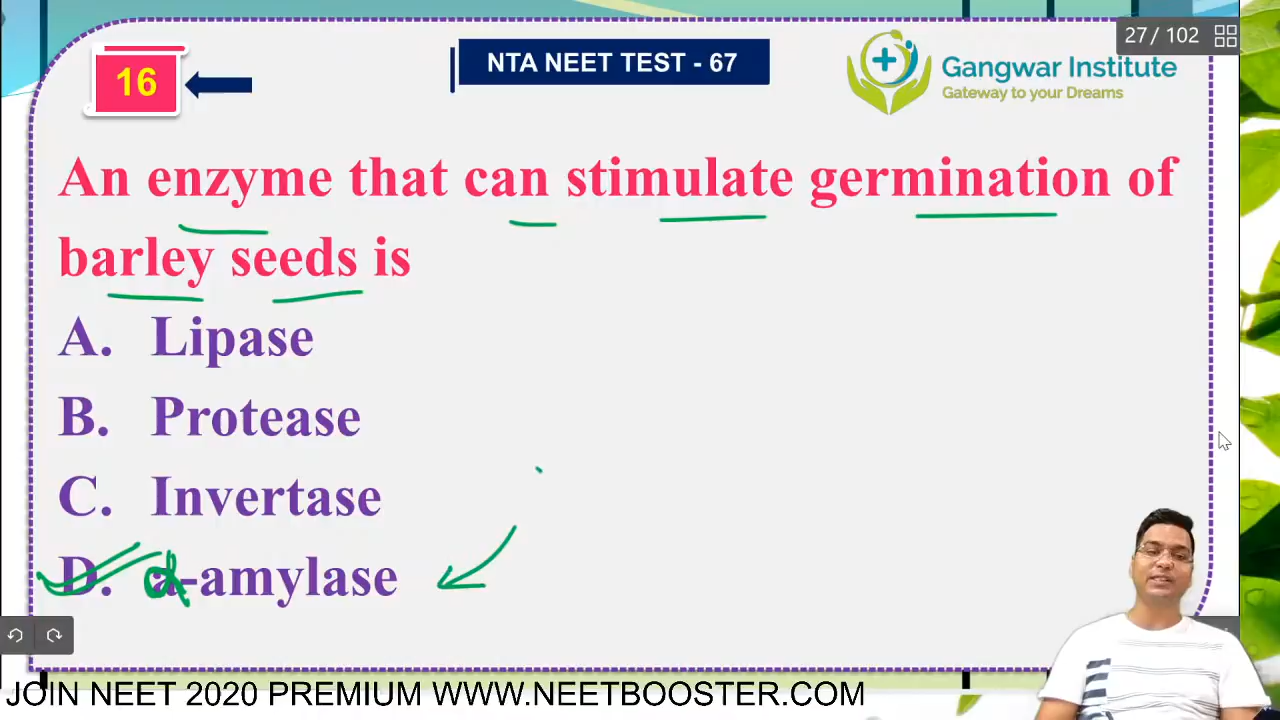 27 / 102
16
NTA NEET TEST - 67
Gangwar Institute
Gateway to your Dreams
An enzyme that can stimulate germination of
barley seeds is
A. Lipase
B. Protease
C. Invertase
D. α-amylase
JOIN NEET 2020 PREMIUM WWW.NEETBOOSTER.COM